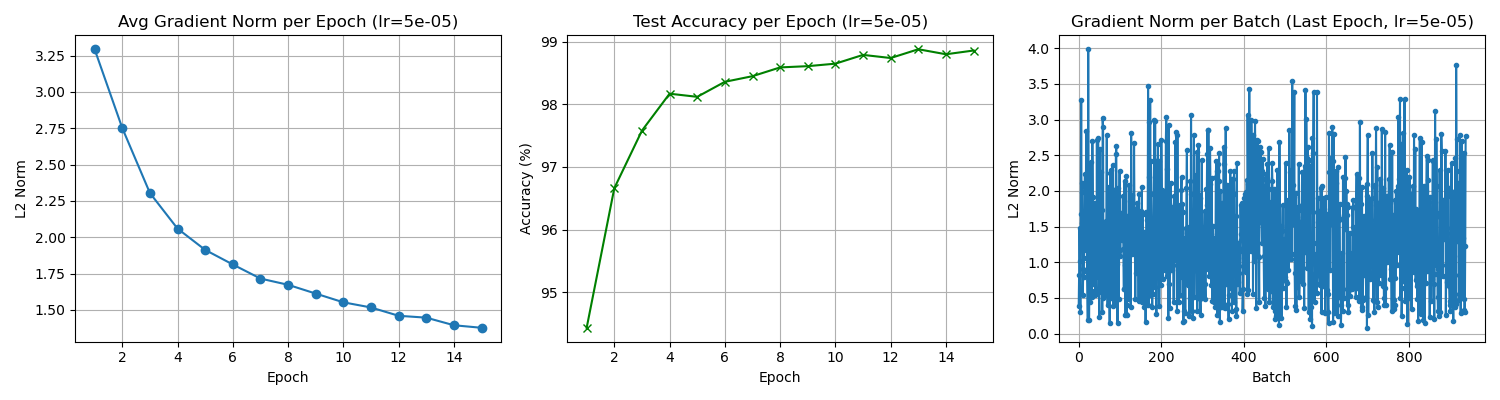 Avg Gradient Norm per Epoch (lr=5e-05)
L2 Norm
3.25
3.00
2.75
2.50
2.25
2.00
1.75
1.50
2 4 6 8 10 12 14
Epoch
Test Accuracy per Epoch (lr=5e-05)
Accuracy (%)
99
98
97
96
95
2 4 6 8 10 12 14
Epoch
Gradient Norm per Batch (Last Epoch, lr=5e-05)
L2 Norm
4.0
3.5
3.0
2.5
2.0
1.5
1.0
0.5
0.0
0 200 400 600 800
Batch